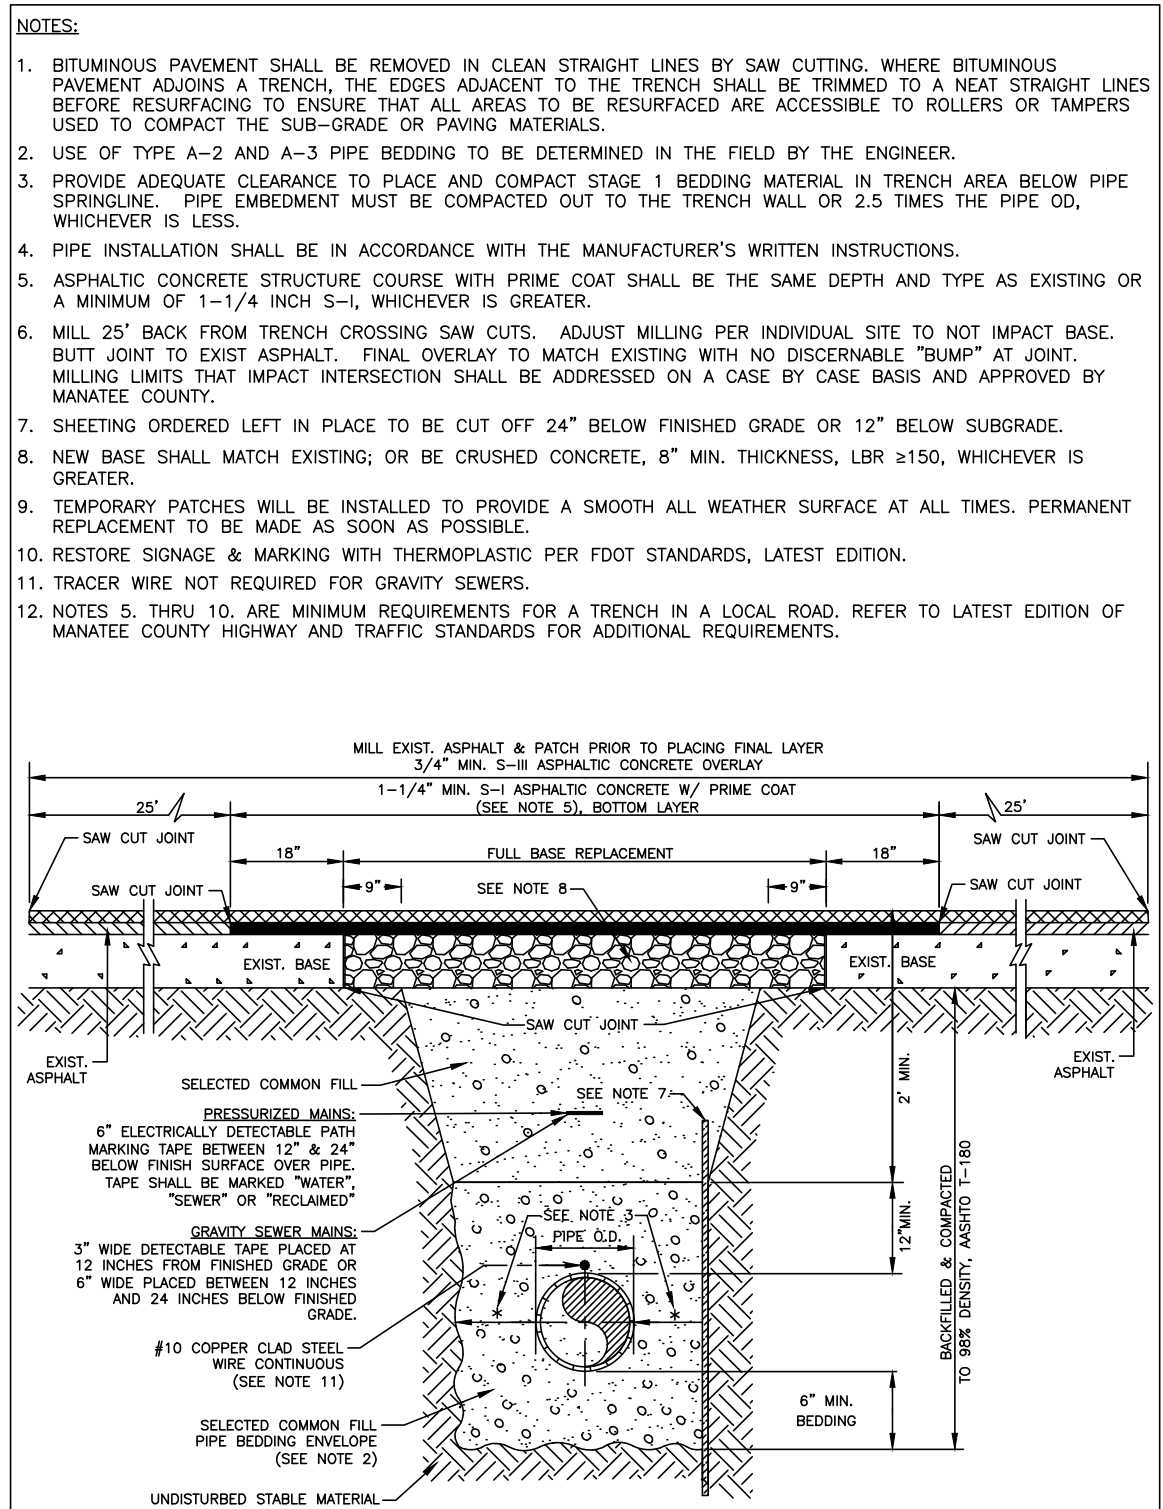 NOTES:
1. BITUMINOUS PAVEMENT SHALL BE REMOVED IN CLEAN STRAIGHT LINES BY SAW CUTTING. WHERE BITUMINOUS
PAVEMENT ADJOINS A TRENCH, THE EDGES ADJACENT TO THE TRENCH SHALL BE TRIMMED TO A NEAT STRAIGHT LINES
BEFORE RESURFACING TO ENSURE THAT ALL AREAS TO BE RESURFACED ARE ACCESSIBLE TO ROLLERS OR TAMPERS
USED TO COMPACT THE SUB-GRADE OR PAVING MATERIALS.
2. USE OF TYPE A-2 AND A-3 PIPE BEDDING TO BE DETERMINED IN THE FIELD BY THE ENGINEER.
3. PROVIDE ADEQUATE CLEARANCE TO PLACE AND COMPACT STAGE 1 BEDDING MATERIAL IN TRENCH AREA BELOW PIPE
SPRINGLINE. PIPE EMBEDMENT MUST BE COMPACTED OUT TO THE TRENCH WALL OR 2.5 TIMES THE PIPE OD,
WHICHEVER IS LESS.
4. PIPE INSTALLATION SHALL BE IN ACCORDANCE WITH THE MANUFACTURER'S WRITTEN INSTRUCTIONS.
5. ASPHALTIC CONCRETE STRUCTURE COURSE WITH PRIME COAT SHALL BE THE SAME DEPTH AND TYPE AS EXISTING OR
A MINIMUM OF 1-1/4 INCH S-I, WHICHEVER IS GREATER.
6. MILL 25' BACK FROM TRENCH CROSSING SAW CUTS. ADJUST MILLING PER INDIVIDUAL SITE TO NOT IMPACT BASE.
BUTT JOINT TO EXIST ASPHALT. FINAL OVERLAY TO MATCH EXISTING WITH NO DISCERNABLE "BUMP" AT JOINT.
MILLING LIMITS THAT IMPACT INTERSECTION SHALL BE ADDRESSED ON A CASE BY CASE BASIS AND APPROVED BY
MANATEE COUNTY.
7. SHEETING ORDERED LEFT IN PLACE TO BE CUT OFF 24" BELOW FINISHED GRADE OR 12" BELOW SUBGRADE.
8. NEW BASE SHALL MATCH EXISTING; OR BE CRUSHED CONCRETE, 8" MIN. THICKNESS, LBR ≥150, WHICHEVER IS
GREATER.
9. TEMPORARY PATCHES WILL BE INSTALLED TO PROVIDE A SMOOTH ALL WEATHER SURFACE AT ALL TIMES. PERMANENT
REPLACEMENT TO BE MADE AS SOON AS POSSIBLE.
10. RESTORE SIGNAGE & MARKING WITH THERMOPLASTIC PER FDOT STANDARDS, LATEST EDITION.
11. TRACER WIRE NOT REQUIRED FOR GRAVITY SEWERS.
12. NOTES 5. THRU 10. ARE MINIMUM REQUIREMENTS FOR A TRENCH IN A LOCAL ROAD. REFER TO LATEST EDITION OF
MANATEE COUNTY HIGHWAY AND TRAFFIC STANDARDS FOR ADDITIONAL REQUIREMENTS.
MILL EXIST. ASPHALT & PATCH PRIOR TO PLACING FINAL LAYER
3/4" MIN. S-III ASPHALTIC CONCRETE OVERLAY
1-1/4" MIN. S-I ASPHALTIC CONCRETE W/ PRIME COAT
25'
(SEE NOTE 5), BOTTOM LAYER
25'
SAW CUT JOINT
SAW CUT JOINT
18"
FULL BASE REPLACEMENT
18"
SAW CUT JOINT
9"
SEE NOTE 8
9"
SAW CUT JOINT
EXIST. BASE
EXIST. BASE
SAW CUT JOINT
EXIST.
ASPHALT
EXIST.
ASPHALT
SELECTED COMMON FILL
SEE NOTE 7
2' MIN.
PRESSURIZED MAINS:
6" ELECTRICALLY DETECTABLE PATH
MARKING TAPE BETWEEN 12" & 24"
BELOW FINISH SURFACE OVER PIPE.
TAPE SHALL BE MARKED "WATER",
"SEWER" OR "RECLAIMED"
SEE NOTE 3
PIPE O.D.
12"MIN.
BACKFILLED & COMPACTED
TO 98% DENSITY, AASHTO T-180
GRAVITY SEWER MAINS:
3" WIDE DETECTABLE TAPE PLACED AT
12 INCHES FROM FINISHED GRADE OR
6" WIDE PLACED BETWEEN 12 INCHES
AND 24 INCHES BELOW FINISHED
GRADE.
*
*
#10 COPPER CLAD STEEL
WIRE CONTINUOUS
(SEE NOTE 11)
6" MIN.
BEDDING
SELECTED COMMON FILL
PIPE BEDDING ENVELOPE
(SEE NOTE 2)
UNDISTURBED STABLE MATERIAL